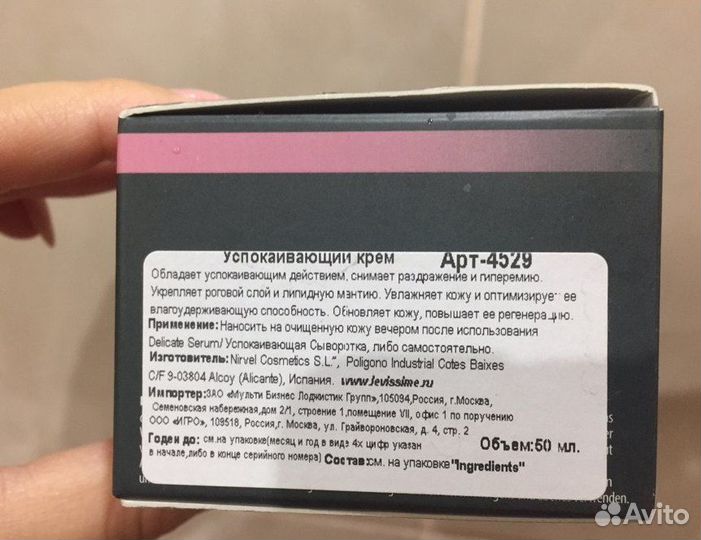 Успокаивающий крем Арт-4529
Обладает успокаивающим действием, снимает раздражение и гиперемию.
Укрепляет роговой слой и липидную мантию. Увлажняет кожу и оптимизирует ее
влагоудерживающую способность. Обновляет кожу, повышает ее регенерацию.
Применение: Наносить на очищенную кожу вечером после использования
Delicate Serum/ Успокаивающая Сыворотка, либо самостоятельно.
Изготовитель: Nirvel Cosmetics S.L.", Poligono Industrial Cotes Baixes
C/F 9-03804 Alcoy (Alicante), Испания. www.levissime.ru
Импортер:ЗАО «Мульти Бизнес Лоджистик Групп»,105094,Россия, г.Москва,
Семеновская набережная,дом 2/1, строение 1,помещение VII, офис 1 по поручению
ООО «ИГРО», 109518, Россия,г.Москва, ул. Грайвороновская, д. 4, стр. 2
Годен до: см.на упаковке(месяц и год в виде 4х цифр указан Объем:50 мл.
в начале,либо в конце серийного номера) Состав:см. на упаковке"Ingredients"
Avito